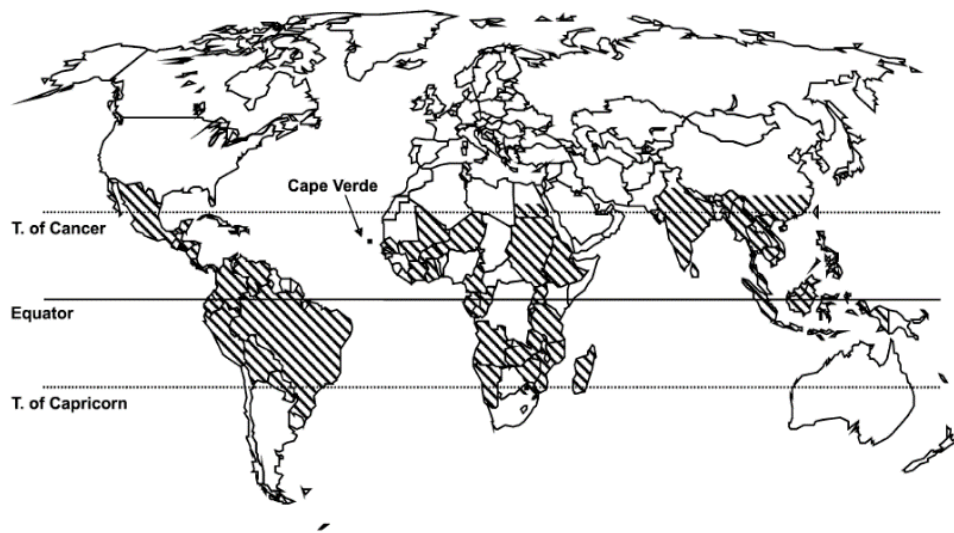 Cape Verde
T. of Cancer
Equator
T. of Capricorn